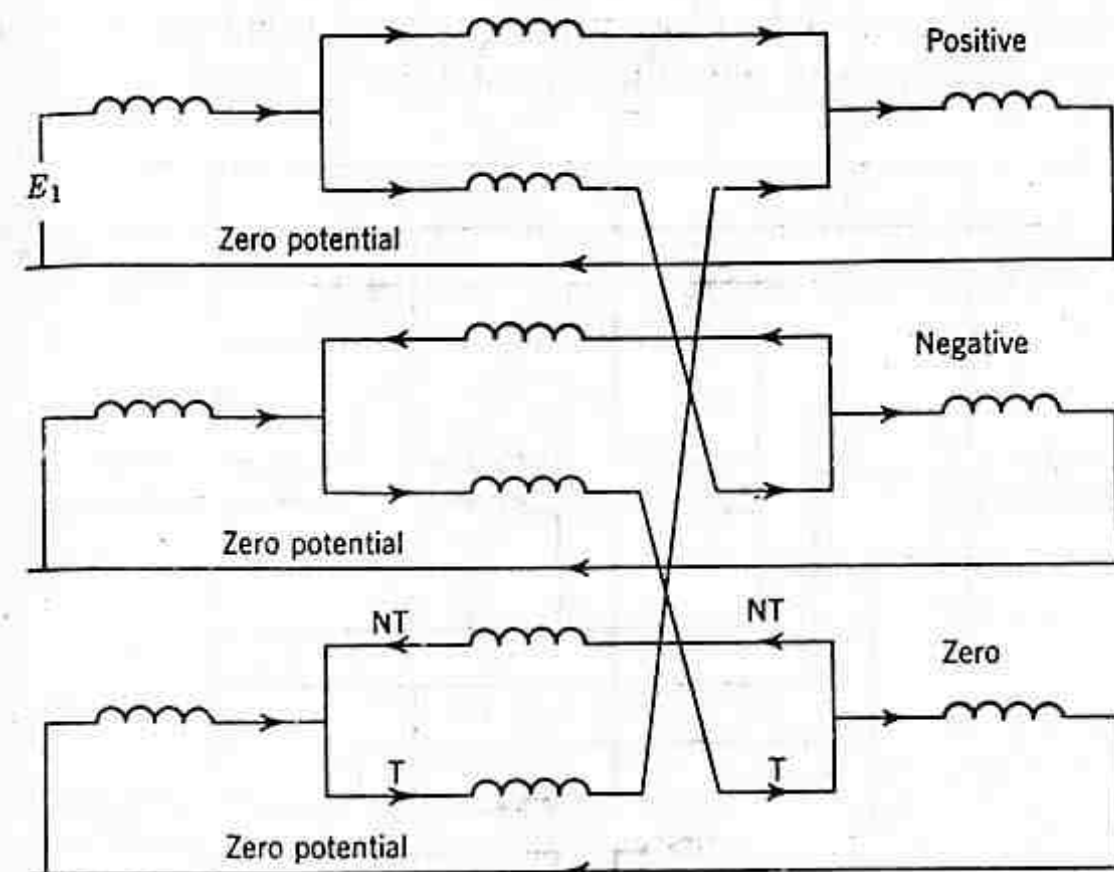 Positive
E₁
Zero potential
Negative
Zero potential
NT NT
Zero
T T
Zero potential